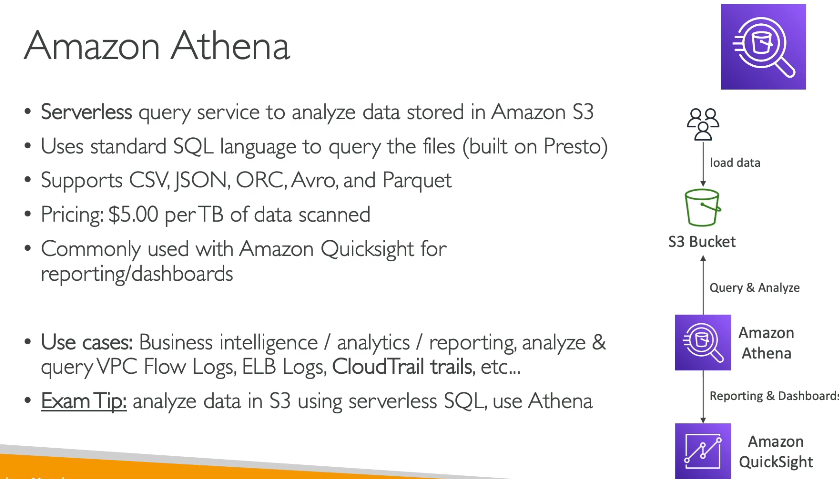 Amazon Athena
• Serverless query service to analyze data stored in Amazon S3
• Uses standard SQL language to query the files (built on Presto)
• Supports CSV, JSON, ORC, Avro, and Parquet
• Pricing: $5.00 per TB of data scanned
• Commonly used with Amazon Quicksight for
reporting/dashboards
• Use cases: Business intelligence / analytics / reporting, analyze &
query VPC Flow Logs, ELB Logs, CloudTrail trails, etc...
• Exam Tip: analyze data in S3 using serverless SQL, use Athena
load data
S3 Bucket
Query & Analyze
Amazon
Athena
Reporting & Dashboards
Amazon
QuickSight